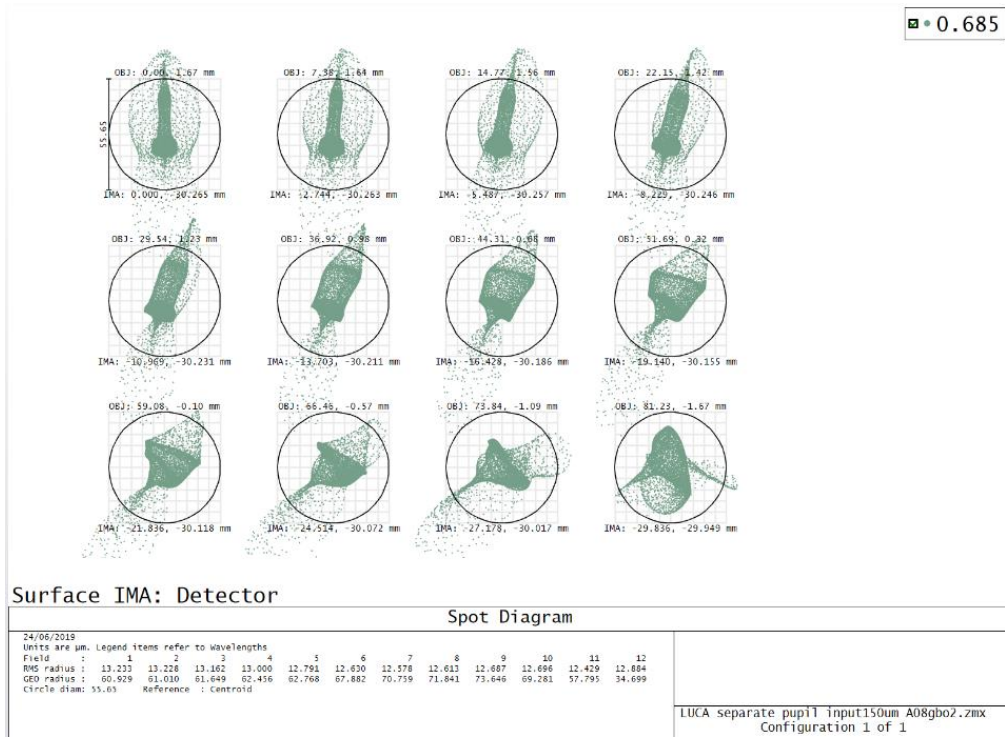 0.685
OBJ: 0.00, 1.67 mm
OBJ: 7.38, 1.64 mm
OBJ: 14.77, 1.56 mm
OBJ: 22.15, 1.42 mm
55.65
IMA: 0.000, -30.265 mm
IMA: -2.744, -30.263 mm
IMA: -5.487, -30.257 mm
IMA: -8.229, -30.246 mm
OBJ: 29.54, 1.23 mm
OBJ: 36.92, 0.98 mm
OBJ: 44.31, 0.68 mm
OBJ: 51.69, 0.32 mm
IMA: -10.969, -30.231 mm
IMA: -13.703, -30.211 mm
IMA: -16.428, -30.186 mm
IMA: -19.140, -30.155 mm
OBJ: 59.08, -0.10 mm
OBJ: 66.46, -0.57 mm
OBJ: 73.84, -1.09 mm
OBJ: 81.23, -1.67 mm
IMA: -21.836, -30.118 mm
IMA: -24.514, -30.072 mm
IMA: -27.178, -30.017 mm
IMA: -29.836, -29.949 mm
Surface IMA: Detector
Spot Diagram
24/06/2019
Units are µm. Legend items refer to Wavelengths
Field : 1 2 3 4 5 6 7 8 9 10 11 12
RMS radius : 13.233 13.228 13.162 13.000 12.791 12.630 12.578 12.613 12.687 12.696 12.429 12.884
GEO radius : 60.929 61.010 61.649 62.456 62.768 67.882 70.759 71.841 73.646 69.281 57.795 34.699
Circle diam: 55.65 Reference : Centroid
LUCA separate pupil input150um A08gbo2.zmx
Configuration 1 of 1